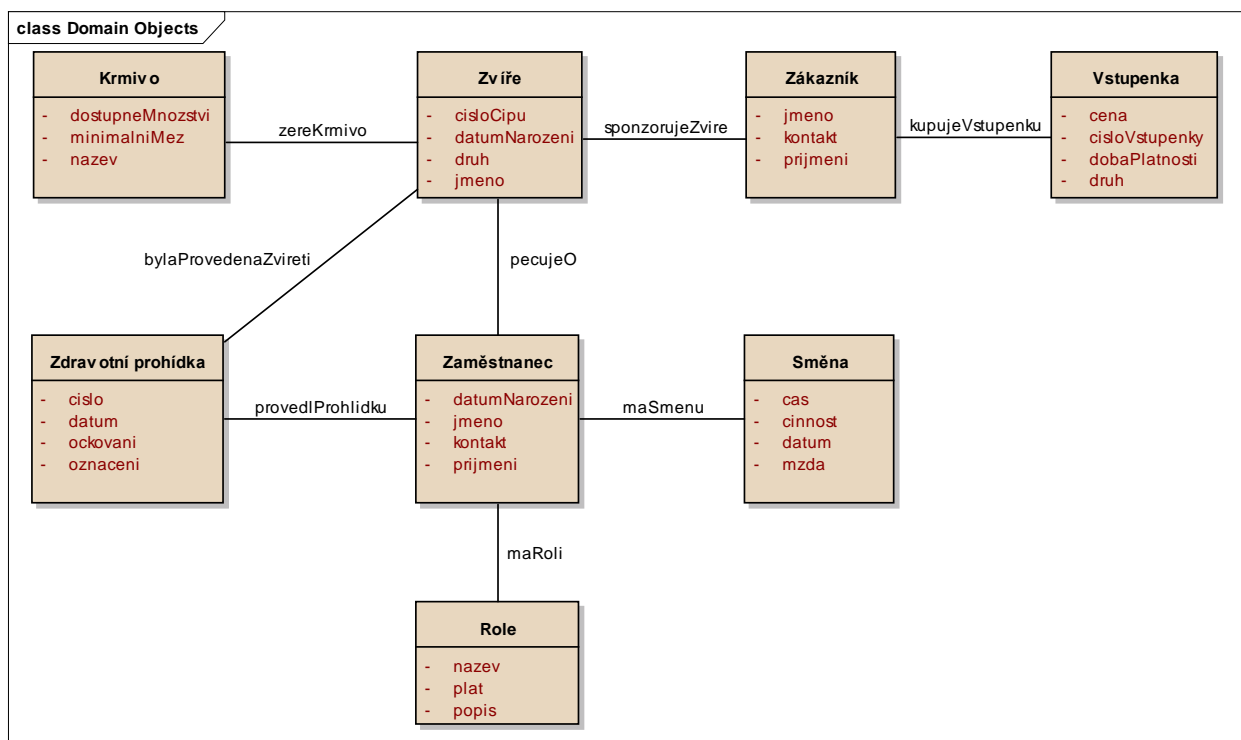 class Domain Objects
Krmivo
- dostupneMnozstvi
- minimalniMez
- nazev
zereKrmivo
Zvíře
- cisloCipu
- datumNarozeni
- druh
- jmeno
sponzorujeZvire
Zákazník
- jmeno
- kontakt
- prijmeni
kupujeVstupenku
Vstupenka
- cena
- cisloVstupenky
- dobaPlatnosti
- druh
bylaProvedenaZvireti
pecujeO
Zdravotní prohídka
- cislo
- datum
- ockovani
- oznaceni
provedlProhlidku
Zaměstnanec
- datumNarozeni
- jmeno
- kontakt
- prijmeni
maSmenu
Směna
- cas
- cinnost
- datum
- mzda
maRoli
Role
- nazev
- plat
- popis